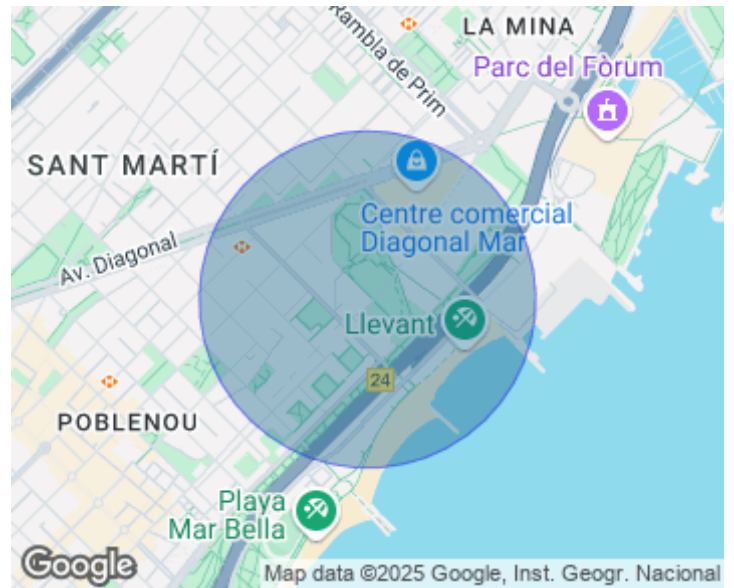 LA MINA
Rambla de Prim
Parc del Fòrum
SANT MARTÍ
Centre comercial
Diagonal Mar
Av. Diagonal
Llevant
24
POBLENOU
Playa
Mar Bella
Google
Map data ©2025 Google, Inst. Geogr. Nacional